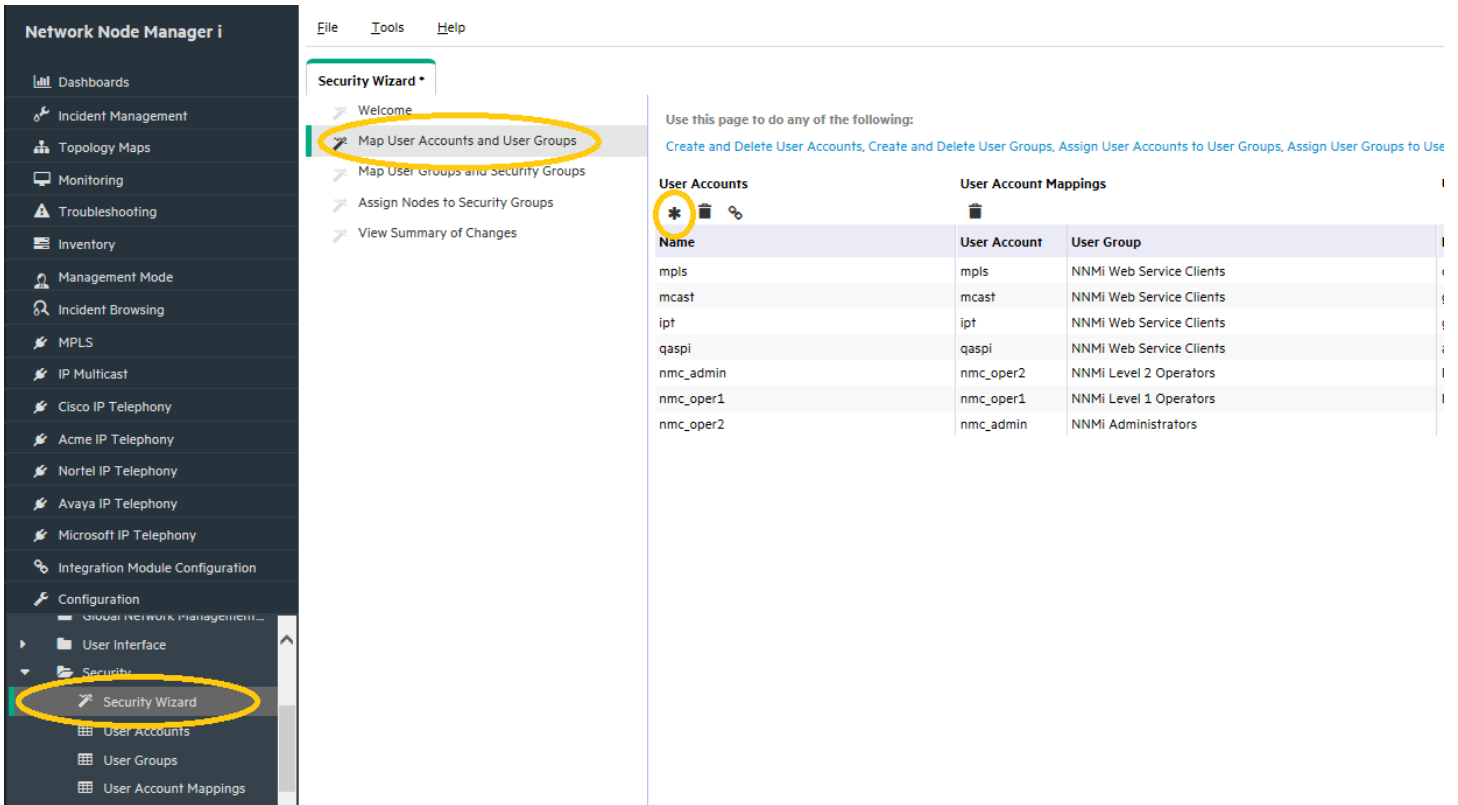 Network Node Manager i
Dashboards
Incident Management
Topology Maps
Monitoring
Troubleshooting
Inventory
Management Mode
Incident Browsing
MPLS
IP Multicast
Cisco IP Telephony
Acme IP Telephony
Nortel IP Telephony
Avaya IP Telephony
Microsoft IP Telephony
Integration Module Configuration
Configuration
Global Network Management...
User Interface
Security
Security Wizard
User Accounts
User Groups
User Account Mappings
File Tools Help
Security Wizard *
Welcome
Map User Accounts and User Groups
Map User Groups and Security Groups
Assign Nodes to Security Groups
View Summary of Changes
Use this page to do any of the following:
Create and Delete User Accounts, Create and Delete User Groups, Assign User Accounts to User Groups, Assign User Groups to Use
User Accounts User Account Mappings
Name User Account User Group
mpls mpls NNMi Web Service Clients
mcast mcast NNMi Web Service Clients
ipt ipt NNMi Web Service Clients
qaspi qaspi NNMi Web Service Clients
nmc_admin nmc_oper2 NNMi Level 2 Operators
nmc_oper1 nmc_oper1 NNMi Level 1 Operators
nmc_oper2 nmc_admin NNMi Administrators